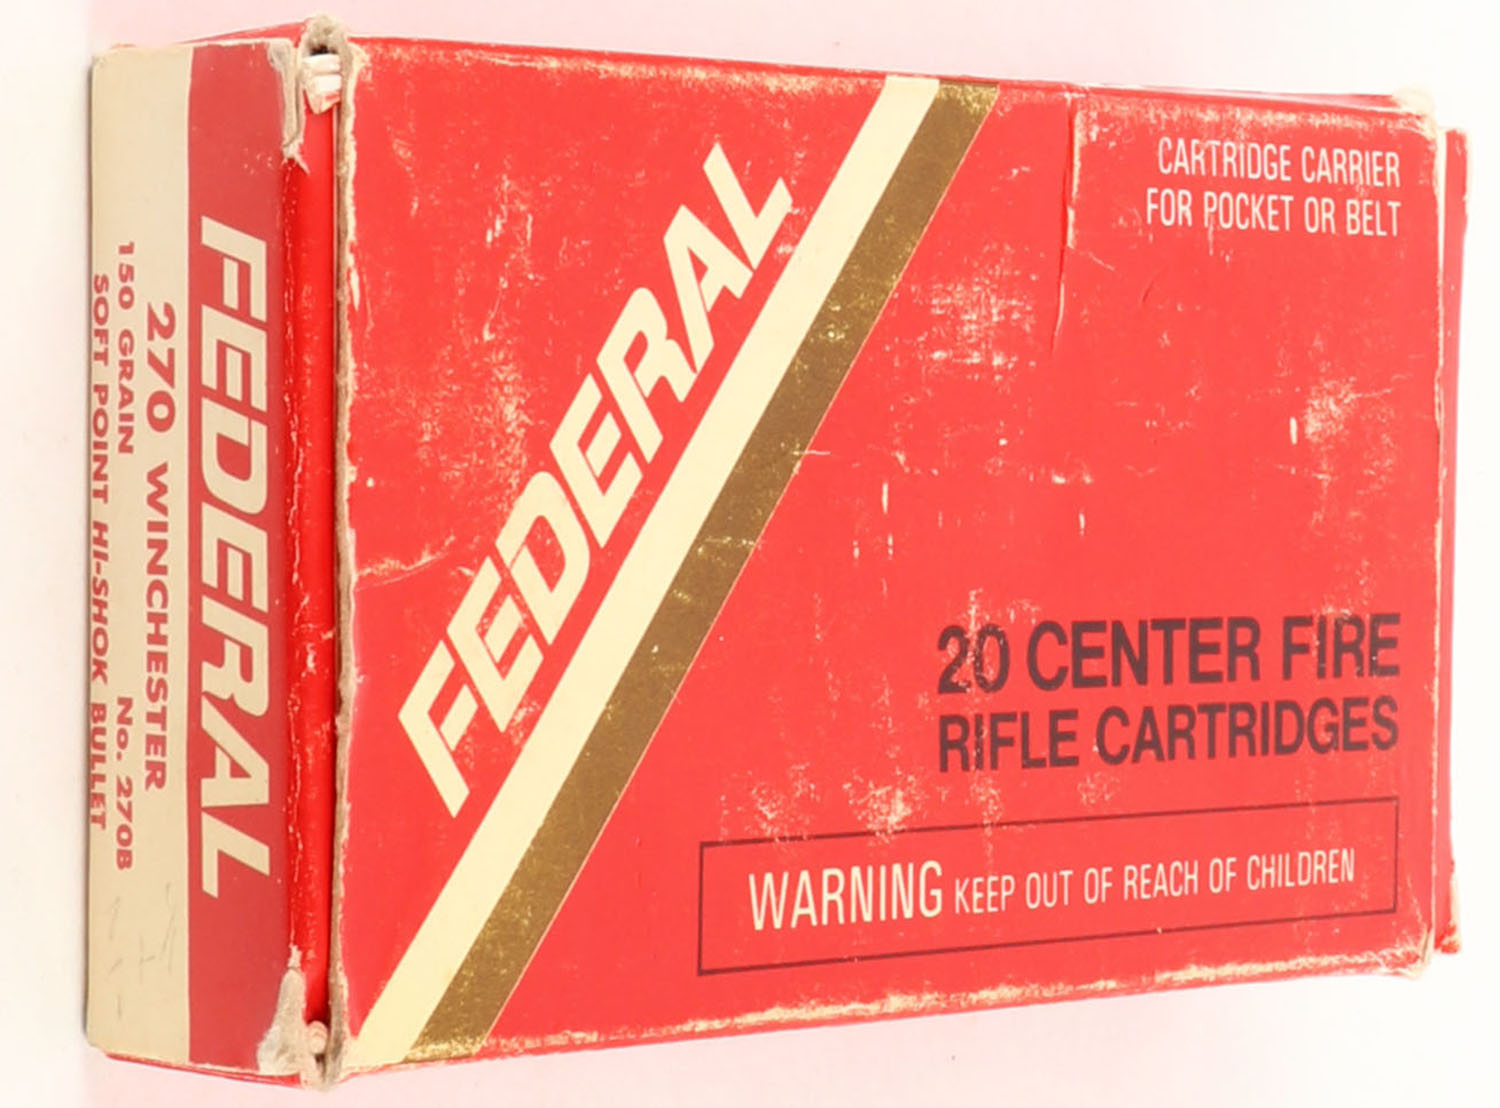 FEDERAL
CARTRIDGE CARRIER
FOR POCKET OR BELT
20 CENTER FIRE
RIFLE CARTRIDGES
WARNING KEEP OUT OF REACH OF CHILDREN
FEDERAL
270 WINCHESTER
150 GRAIN No. 270B
SOFT POINT HI-SHOK BULLET